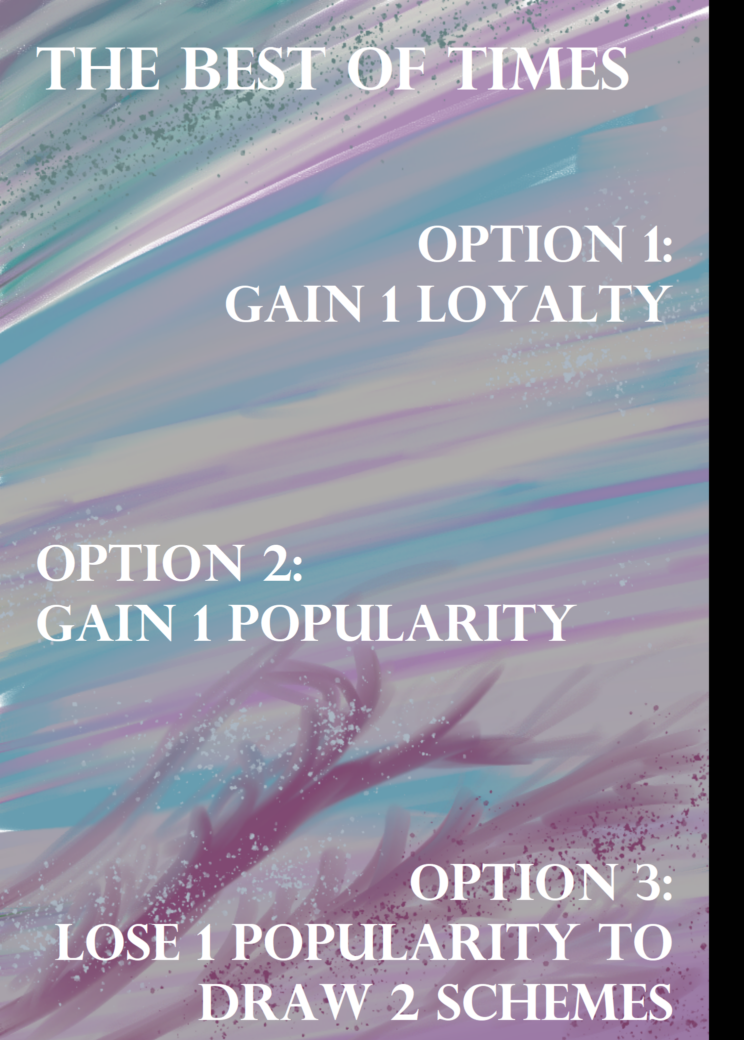 THE BEST OF TIMES
OPTION 1:
GAIN 1 LOYALTY
OPTION 2:
GAIN 1 POPULARITY
OPTION 3:
LOSE 1 POPULARITY TO
DRAW 2 SCHEMES